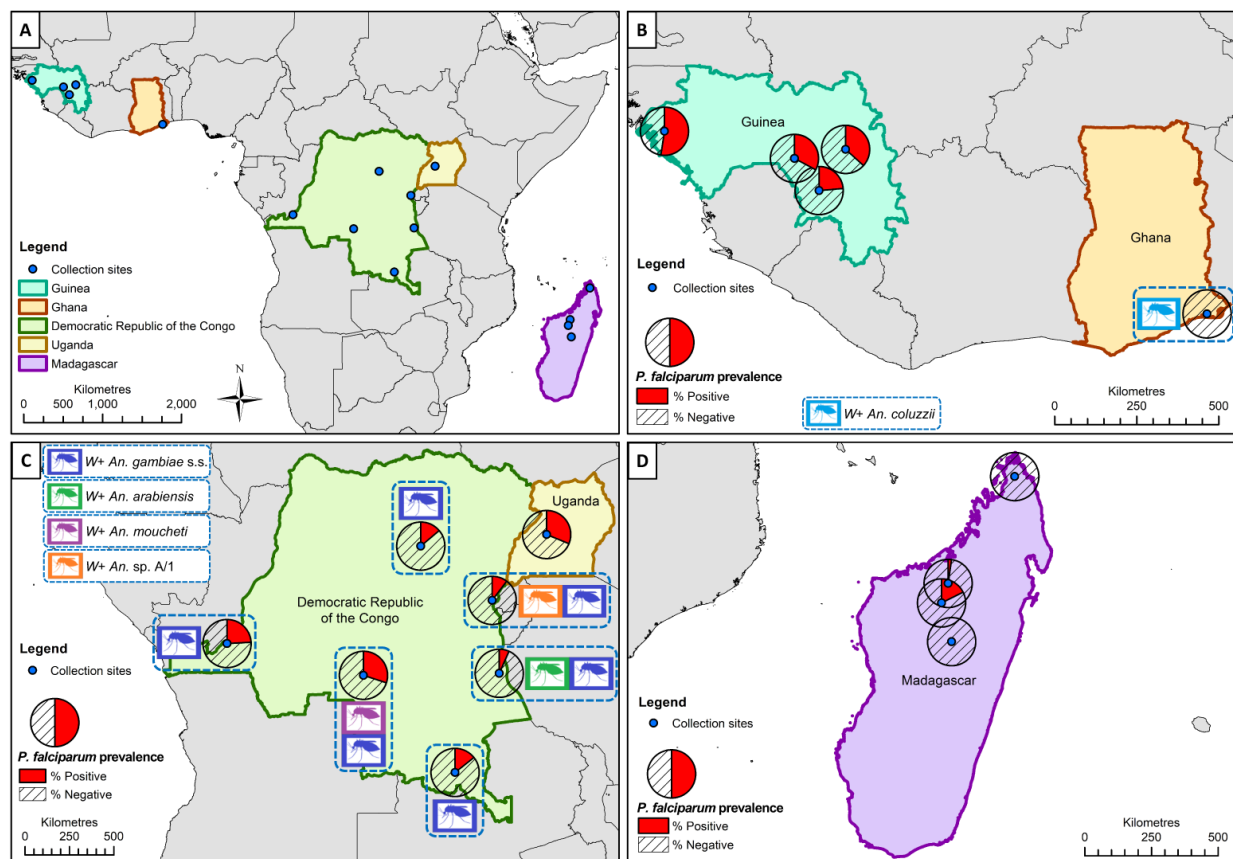 A
N
Legend
Collection sites
Guinea
Ghana
Democratic Republic of the Congo
Uganda
Madagascar
Kilometres
0 500 1,000 2,000
B
Guinea
Ghana
Legend
Collection sites
P. falciparum prevalence
% Positive
% Negative
W+ An. coluzzii
Kilometres
0 250 500
C
W+ An. gambiae s.s.
W+ An. arabiensis
W+ An. moucheti
W+ An. sp. A/1
Uganda
Democratic Republic
of the Congo
Legend
Collection sites
P. falciparum prevalence
% Positive
% Negative
Kilometres
0 250 500
D
Madagascar
Legend
Collection sites
P. falciparum prevalence
% Positive
% Negative
Kilometres
0 250 500